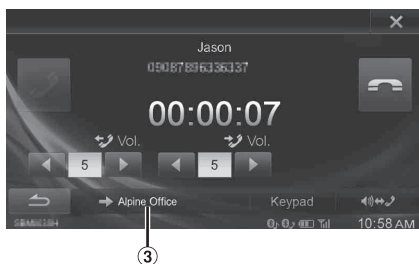 Jason
09087896336337
00:00:07
Vol. Vol.
5 5
Alpine Office Keypad
10:58 AM
3